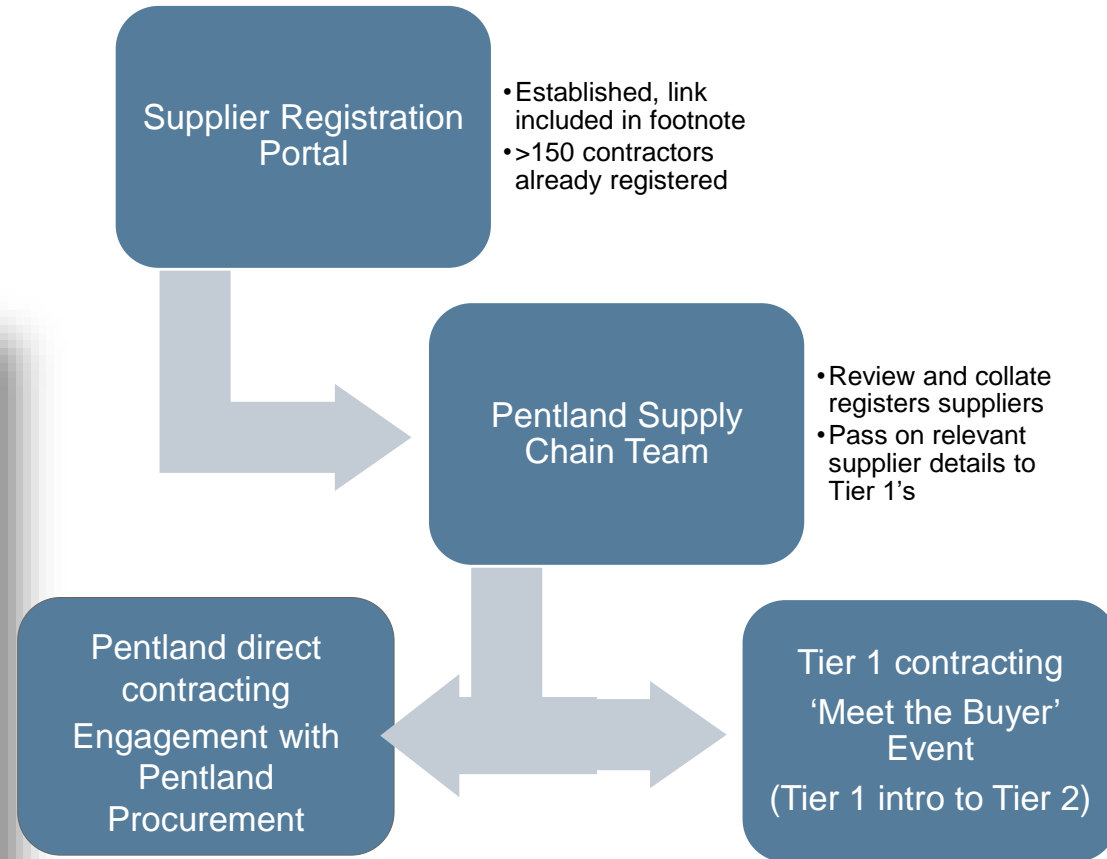 Supplier Registration
Portal
•Established, link
included in footnote
•>150 contractors
already registered
Pentland Supply
Chain Team
•Review and collate
registers suppliers
•Pass on relevant
supplier details to
Tier 1’s
Pentland direct
contracting
Engagement with
Pentland
Procurement
Tier 1 contracting
‘Meet the Buyer’
Event
(Tier 1 intro to Tier 2)